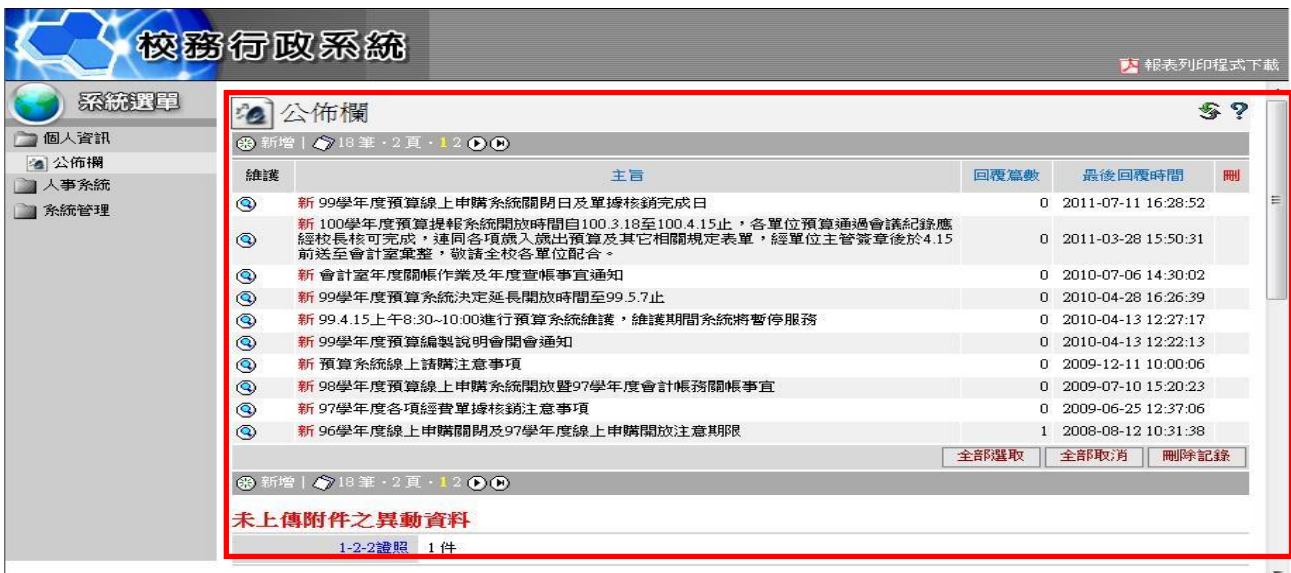 校務行政系統
報表列印程式下載
系統選單
個人資訊
公佈欄
人事系統
系統管理
公佈欄
新增 | 18 筆‧2 頁‧1 2
維護 主旨 回覆篇數 最後回覆時間 刪
新 99學年度預算線上申購系統關閉日及單據核銷完成日 0 2011-07-11 16:28:52
新 100學年度預算提報系統開放時間自100.3.18至100.4.15止，各單位預算通過會議紀錄應
經校長核可完成，連同各項歲入歲出預算及其它相關規定表單，經單位主管簽章後於4.15
前送至會計室彙整，敬請全校各單位配合。 0 2011-03-28 15:50:31
新 會計室年度關帳作業及年度查帳事宜通知 0 2010-07-06 14:30:02
新 99學年度預算系統決定延長開放時間至99.5.7止 0 2010-04-28 16:26:39
新 99.4.15上午8:30~10:00進行預算系統維護，維護期間系統將暫停服務 0 2010-04-13 12:27:17
新 99學年度預算編製說明會開會通知 0 2010-04-13 12:22:13
新 預算系統線上請購注意事項 0 2009-12-11 10:00:06
新 98學年度預算線上申購系統開放暨97學年度會計帳務關帳事宜 0 2009-07-10 15:20:23
新 97學年度各項經費單據核銷注意事項 0 2009-06-25 12:37:06
新 96學年度線上申購關閉及97學年度線上申購開放注意期限 1 2008-08-12 10:31:38
全部選取 全部取消 刪除記錄
新增 | 18 筆‧2 頁‧1 2
未上傳附件之異動資料
1-2-2證照 1 件